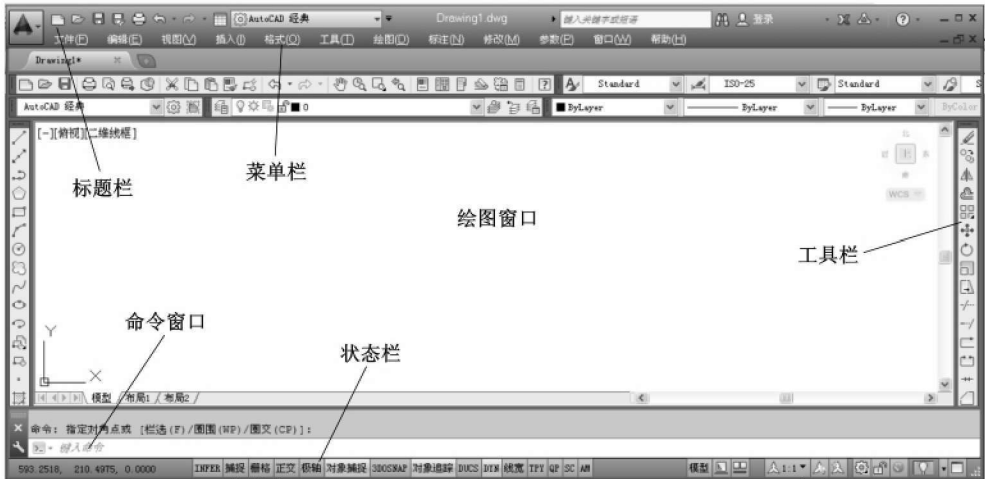 AutoCAD 经典 Drawing1.dwg 键入关键字或短语 登录
文件(F) 编辑(E) 视图(V) 插入(I) 格式(O) 工具(T) 绘图(D) 标注(N) 修改(M) 参数(P) 窗口(W) 帮助(H)
Drawing1*
Standard ISO-25 Standard S
AutoCAD 经典 0 ByLayer ByLayer ByLayer ByColor
[-][俯视][二维线框]
上
WCS
标题栏
菜单栏
绘图窗口
工具栏
命令窗口
状态栏
Y
X
模型 布局1 布局2
命令: 指定对角点或 [栏选(F)/圈围(WP)/圈交(CP)]:
键入命令
593.2518, 210.4975, 0.0000 INFER 捕捉 栅格 正交 极轴 对象捕捉 3DOSNAP 对象追踪 DUCS DYN 线宽 TPY QP SC AM 模型 1:1